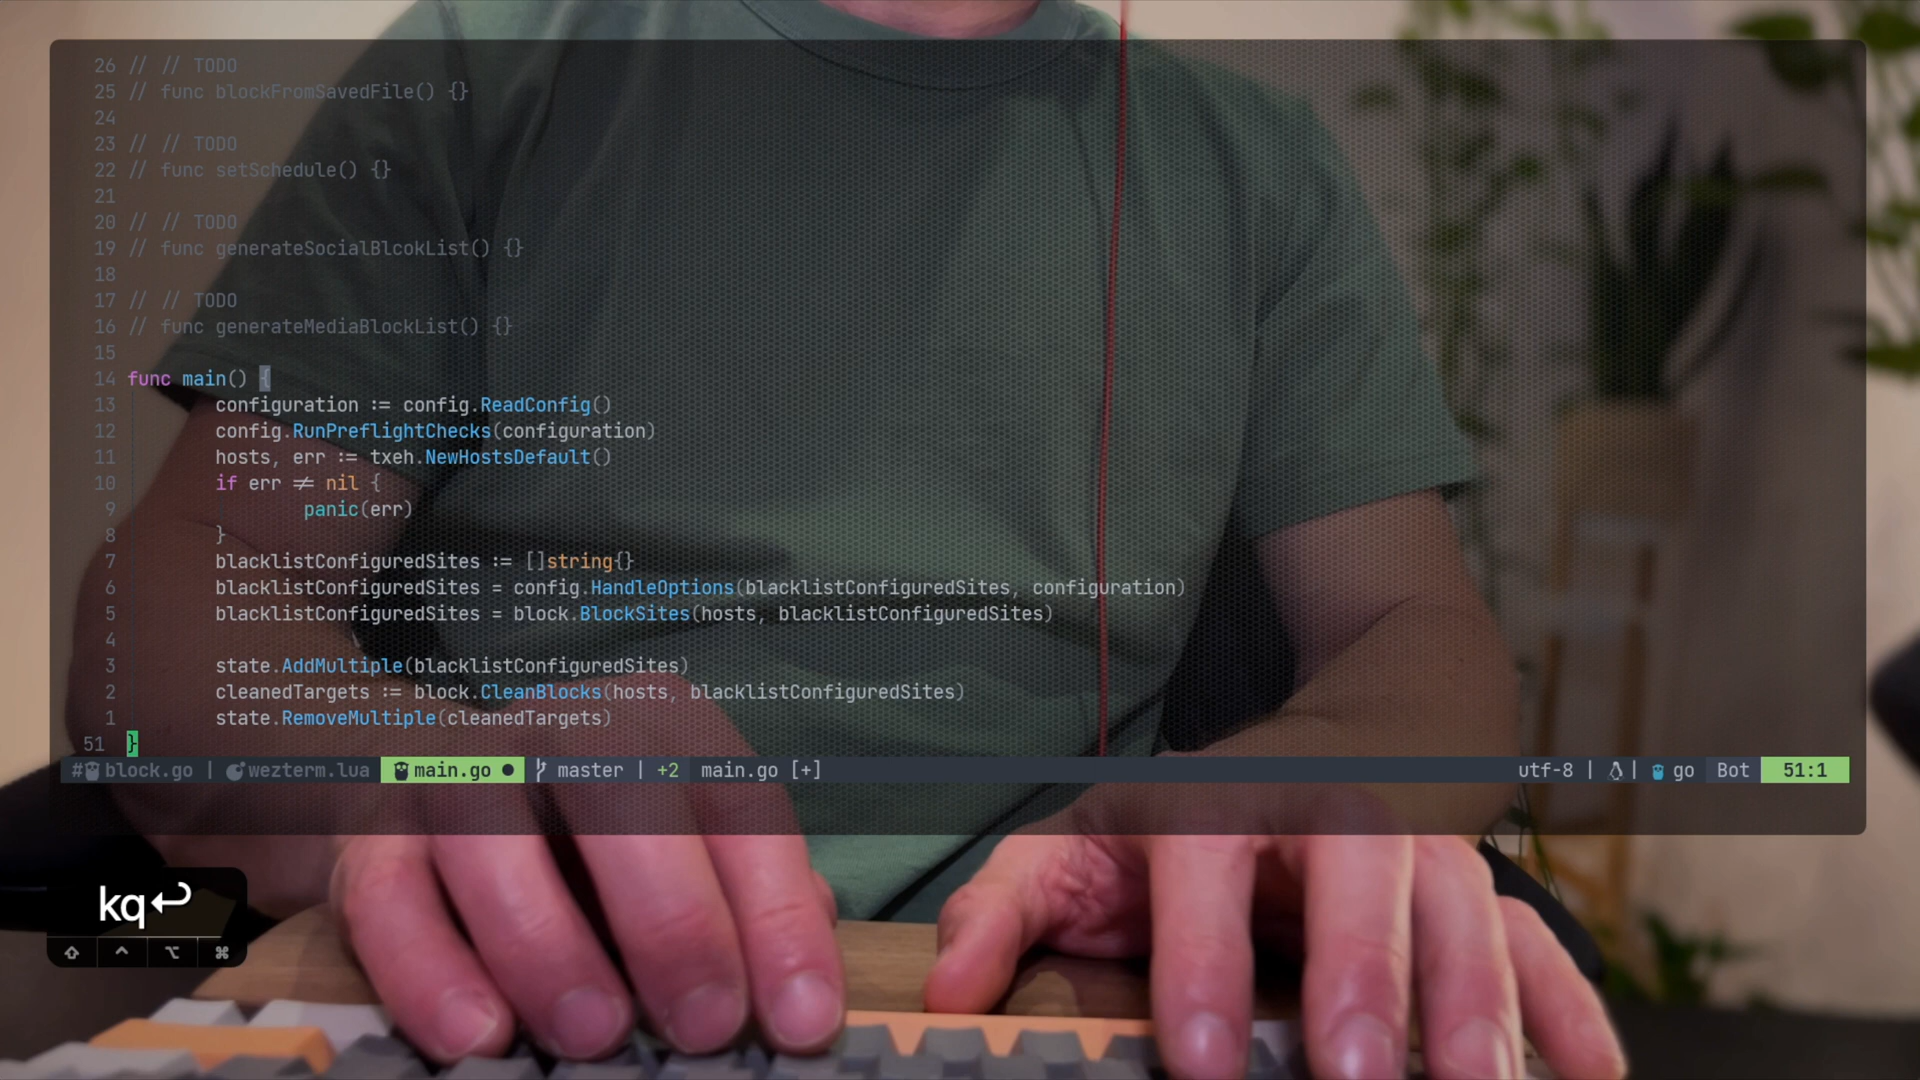 26 // // TODO
25 // func blockFromSavedFile() {}
24
23 // // TODO
22 // func setSchedule() {}
21
20 // // TODO
19 // func generateSocialBlcokList() {}
18
17 // // TODO
16 // func generateMediaBlockList() {}
15
14 func main() {
13 configuration := config.ReadConfig()
12 config.RunPreflightChecks(configuration)
11 hosts, err := txeh.NewHostsDefault()
10 if err ≠ nil {
9 panic(err)
8 }
7 blacklistConfiguredSites := []string{}
6 blacklistConfiguredSites = config.HandleOptions(blacklistConfiguredSites, configuration)
5 blacklistConfiguredSites = block.BlockSites(hosts, blacklistConfiguredSites)
4
3 state.AddMultiple(blacklistConfiguredSites)
2 cleanedTargets := block.CleanBlocks(hosts, blacklistConfiguredSites)
1 state.RemoveMultiple(cleanedTargets)
51 }
# block.go | wezterm.lua main.go ● master | +2 main.go [+] utf-8 | | go Bot 51:1
kq↩
⇧ ⌃ ⌥ ⌘